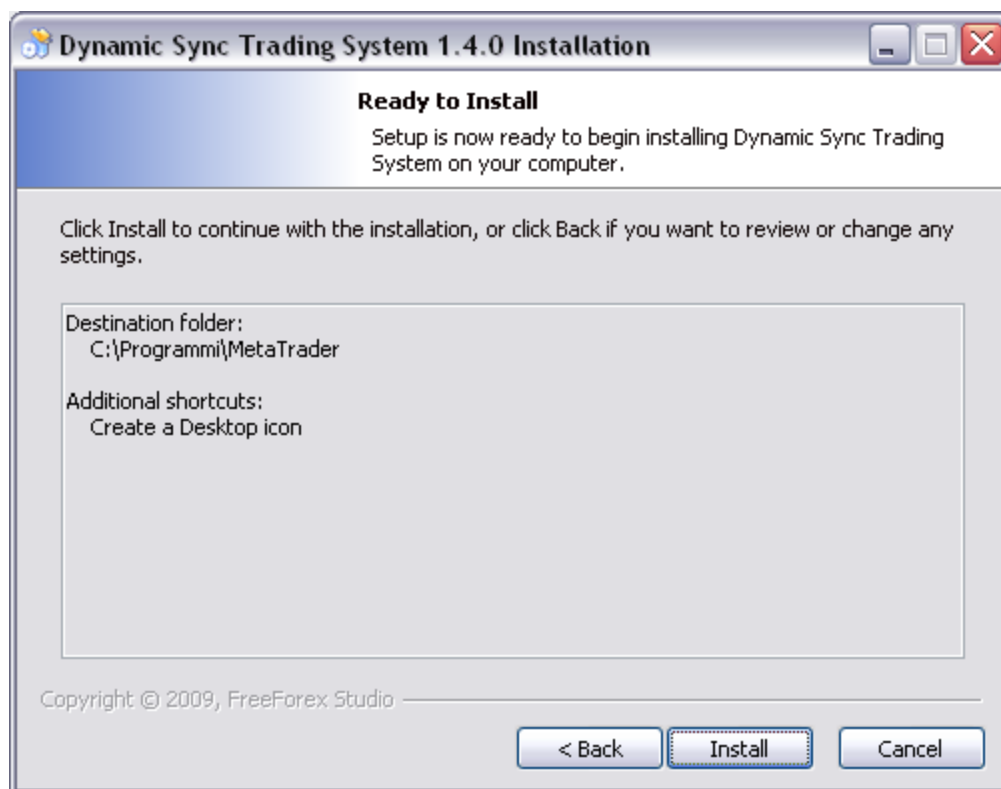 Dynamic Sync Trading System 1.4.0 Installation
Ready to Install
Setup is now ready to begin installing Dynamic Sync Trading
System on your computer.
Click Install to continue with the installation, or click Back if you want to review or change any
settings.
Destination folder:
C:\Programmi\MetaTrader
Additional shortcuts:
Create a Desktop icon
Copyright © 2009, FreeForex Studio
< Back
Install
Cancel